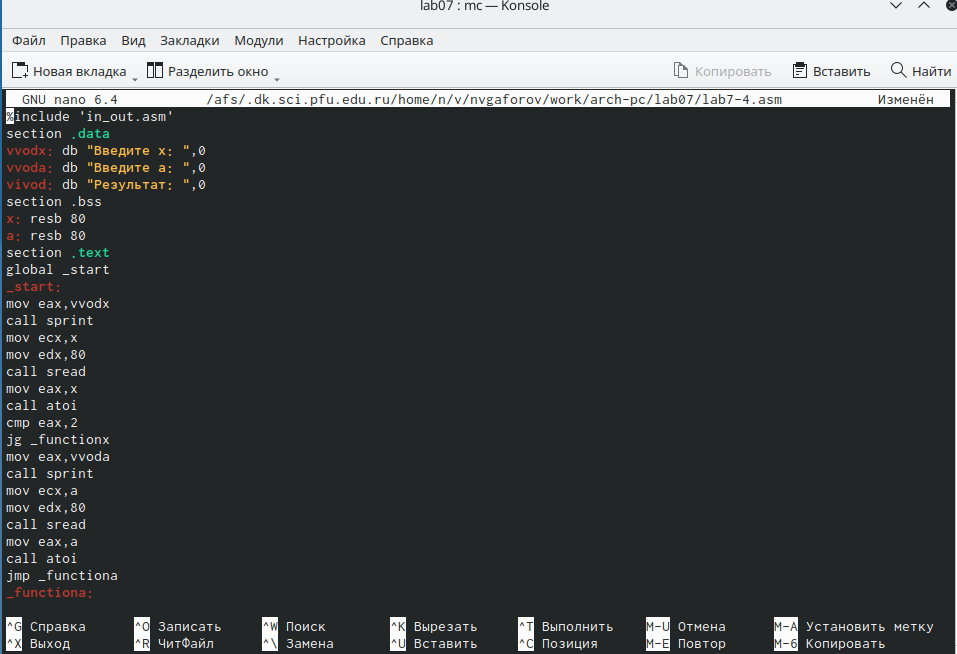 lab07 : mc — Konsole
Файл Правка Вид Закладки Модули Настройка Справка
Новая вкладка Разделить окно Копировать Вставить Найти
GNU nano 6.4 /afs/.dk.sci.pfu.edu.ru/home/n/v/nvgaforov/work/arch-pc/lab07/lab7-4.asm Изменён
%include 'in_out.asm'
section .data
vvodx: db "Введите x: ",0
vvoda: db "Введите a: ",0
vivod: db "Результат: ",0
section .bss
x: resb 80
a: resb 80
section .text
global _start
_start:
mov eax,vvodx
call sprint
mov ecx,x
mov edx,80
call sread
mov eax,x
call atoi
cmp eax,2
jg _functionx
mov eax,vvoda
call sprint
mov ecx,a
mov edx,80
call sread
mov eax,a
call atoi
jmp _functiona
_functiona:
^G Справка ^O Записать ^W Поиск ^K Вырезать ^T Выполнить M-U Отмена M-A Установить метку
^X Выход ^R ЧитФайл ^\ Замена ^U Вставить ^C Позиция M-E Повтор M-6 Копировать